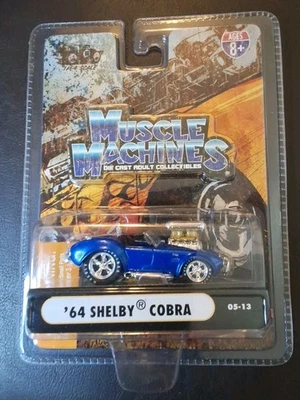 AGES
8+
MUSCLE
MACHINES
DIE CAST ADULT COLLECTIBLES
'64 SHELBY® COBRA
05-13